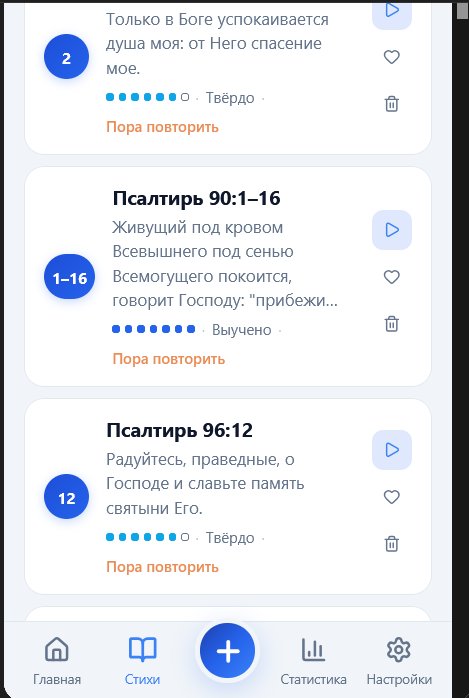 Только в Боге успокаивается
душа моя: от Него спасение
мое.
2
· Твёрдо ·
Пора повторить
Псалтирь 90:1–16
Живущий под кровом
Всевышнего под сенью
Всемогущего покоится,
говорит Господу: "прибежи...
1–16
· Выучено ·
Пора повторить
Псалтирь 96:12
Радуйтесь, праведные, о
Господе и славьте память
святыни Его.
12
· Твёрдо ·
Пора повторить
Главная
Стихи
Статистика
Настройки